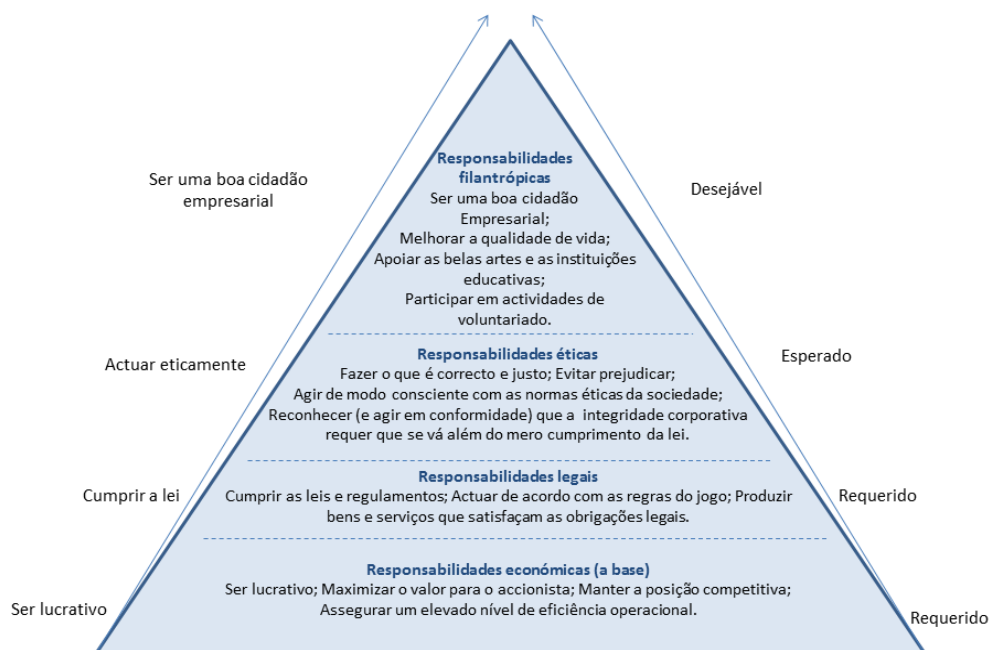 Responsabilidades
filantrópicas
Ser uma boa cidadão
Empresarial;
Melhorar a qualidade de vida;
Apoiar as belas artes e as instituições
educativas;
Participar em actividades de
voluntariado.
Ser uma boa cidadão
empresarial
Desejável
Responsabilidades éticas
Fazer o que é correcto e justo; Evitar prejudicar;
Agir de modo consciente com as normas éticas da sociedade;
Reconhecer (e agir em conformidade) que a integridade corporativa
requer que se vá além do mero cumprimento da lei.
Actuar eticamente
Esperado
Responsabilidades legais
Cumprir as leis e regulamentos; Actuar de acordo com as regras do jogo; Produzir
bens e serviços que satisfaçam as obrigações legais.
Cumprir a lei
Requerido
Responsabilidades económicas (a base)
Ser lucrativo; Maximizar o valor para o accionista; Manter a posição competitiva;
Assegurar um elevado nível de eficiência operacional.
Ser lucrativo
Requerido